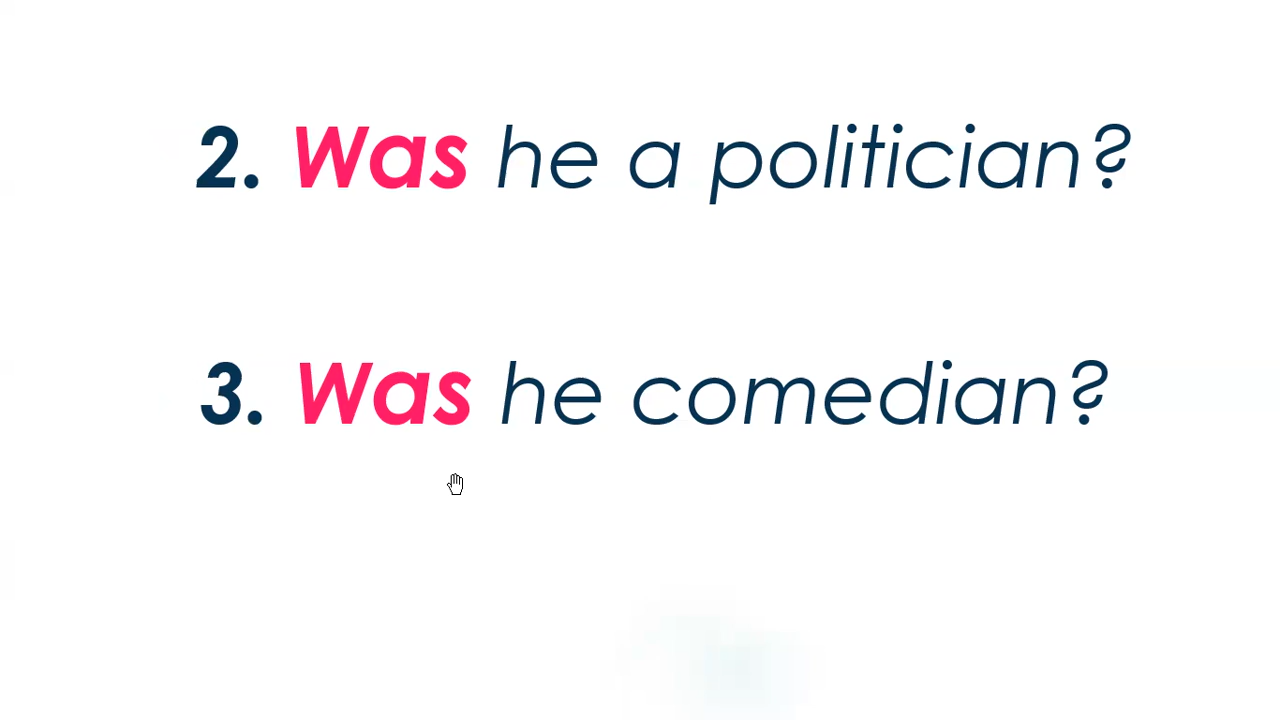 2. Was he a politician?
3. Was he comedian?